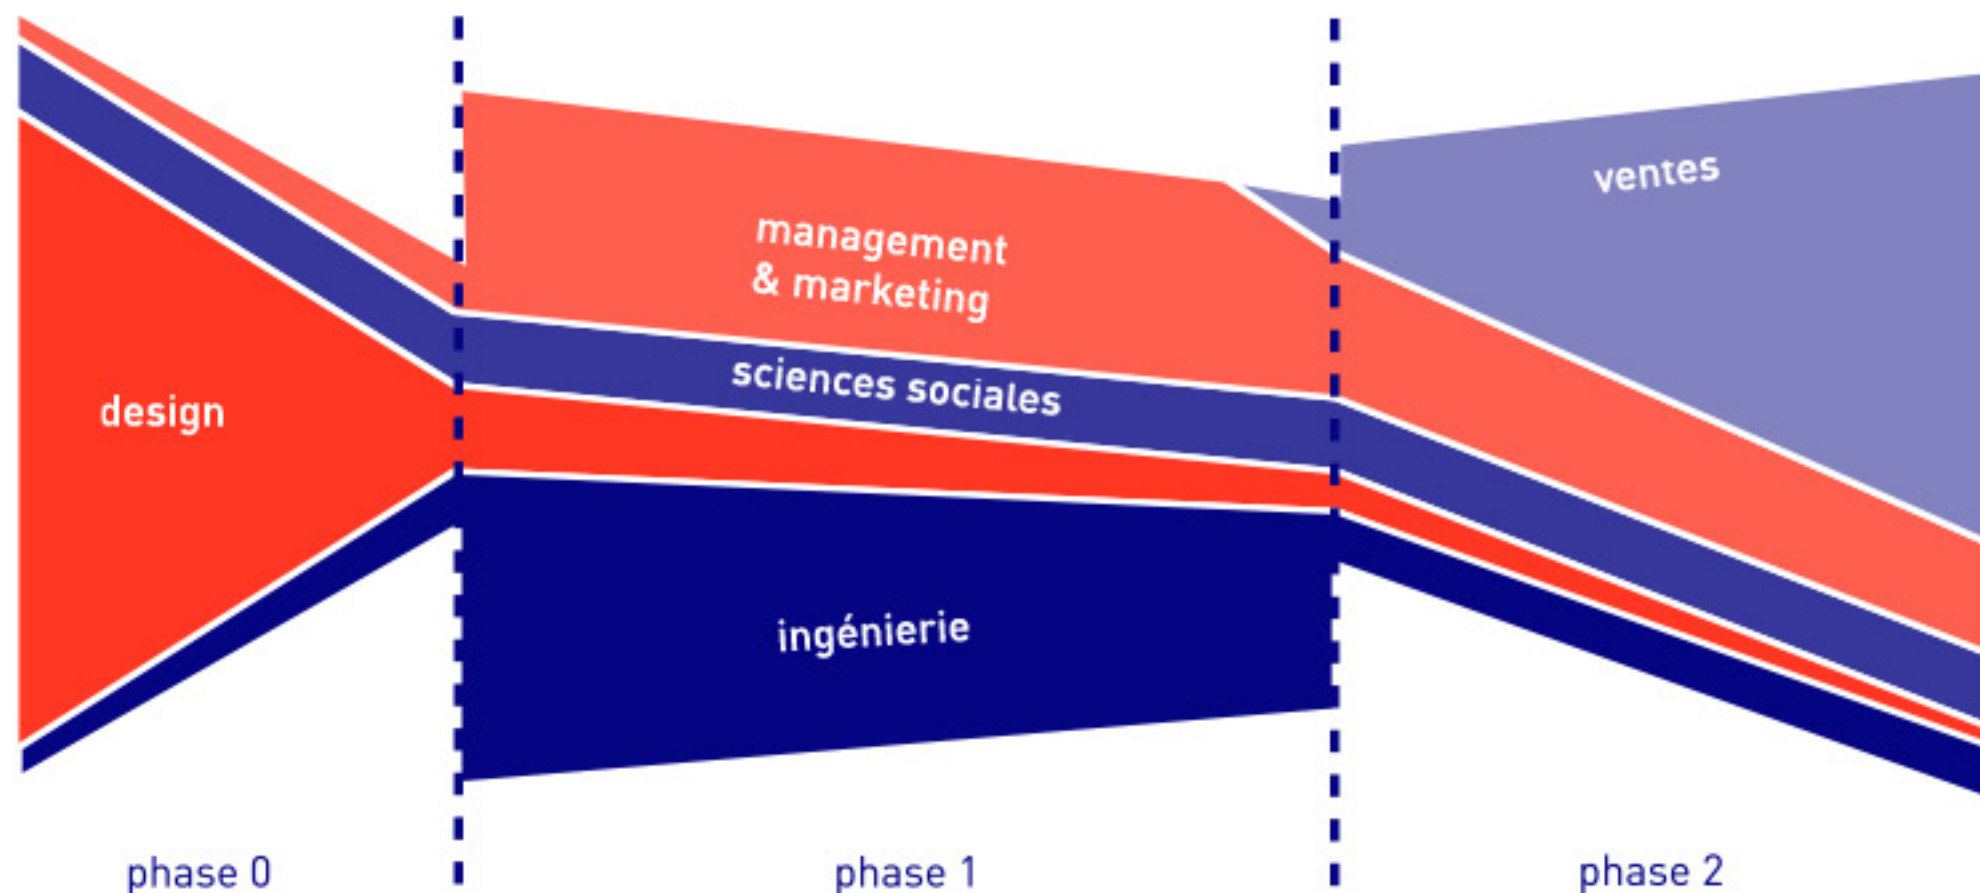 ventes
management
& marketing
sciences sociales
design
ingénierie
phase 0
phase 1
phase 2